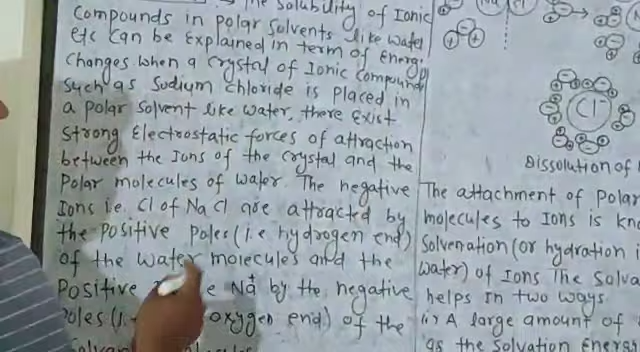 The Solubility of Ionic
Compounds in polar Solvents like water
Etc can be Explained in term of Energy
Changes when a Crystal of Ionic Compound
Such as Sodium chloride is placed in
a polar Solvent like water, there Exist
Strong Electrostatic forces of attraction
between the Ions of the Crystal and the
Polar molecules of water. The negative
Ions i.e. Cl of NaCl are attracted by
the Positive Poles (i.e hydrogen end)
of the water molecules and the
Positive Na+ by the negative
oxygen end) of the
Cl
Dissolution of
The attachment of Polar
molecules to Ions is
Solvenation (or hydration i
water) of Ions The Solva
helps In two ways.
(i) A large amount of
as the Solvation Energy